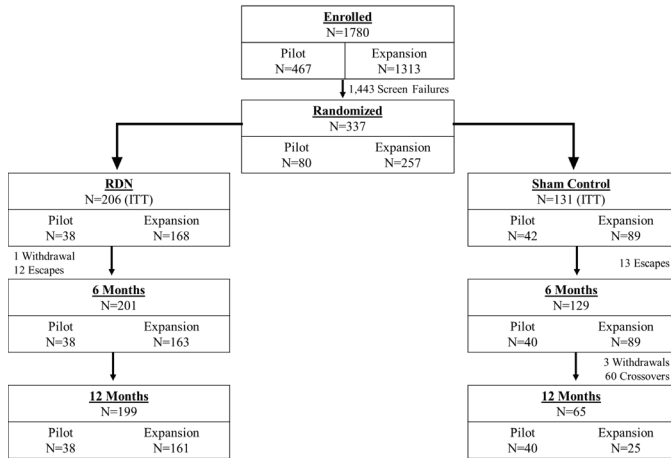 Enrolled
N=1780
Pilot Expansion
N=467 N=1313
1,443 Screen Failures
Randomized
N=337
Pilot Expansion
N=80 N=257
RDN
N=206 (ITT)
Pilot Expansion
N=38 N=168
Sham Control
N=131 (ITT)
Pilot Expansion
N=42 N=89
1 Withdrawal
12 Escapes
13 Escapes
6 Months
N=201
Pilot Expansion
N=38 N=163
6 Months
N=129
Pilot Expansion
N=40 N=89
3 Withdrawals
60 Crossovers
12 Months
N=199
Pilot Expansion
N=38 N=161
12 Months
N=65
Pilot Expansion
N=40 N=25